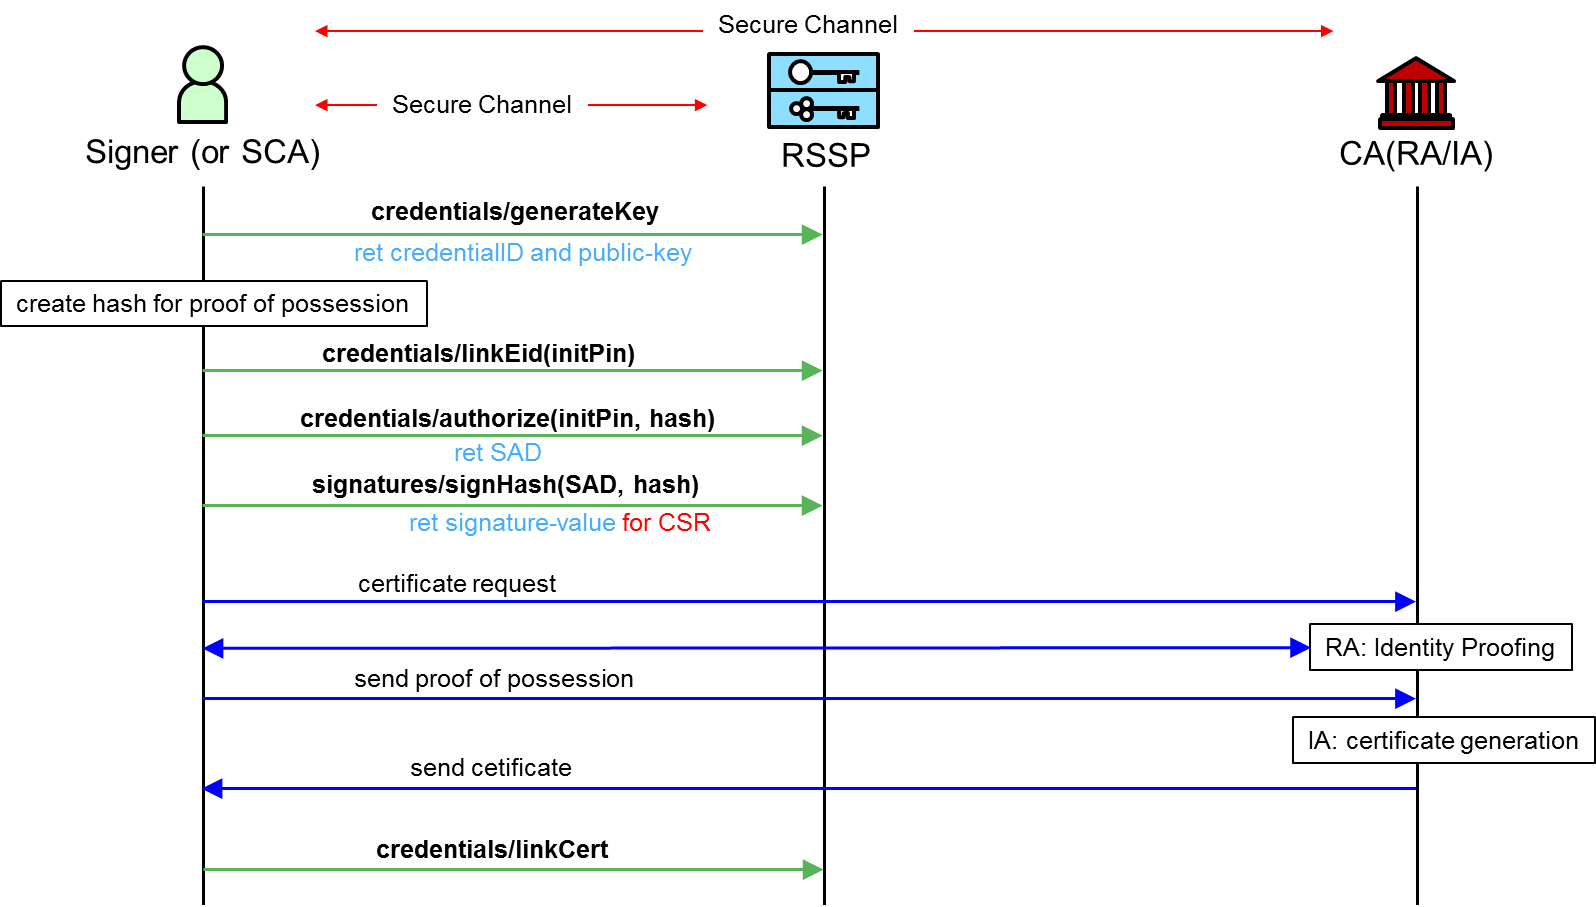 Secure Channel
Secure Channel
Signer (or SCA)
RSSP
CA(RA/IA)
credentials/generateKey
ret credentialID and public-key
create hash for proof of possession
credentials/linkEid(initPin)
credentials/authorize(initPin, hash)
ret SAD
signatures/signHash(SAD, hash)
ret signature-value for CSR
certificate request
RA: Identity Proofing
send proof of possession
IA: certificate generation
send cetificate
credentials/linkCert